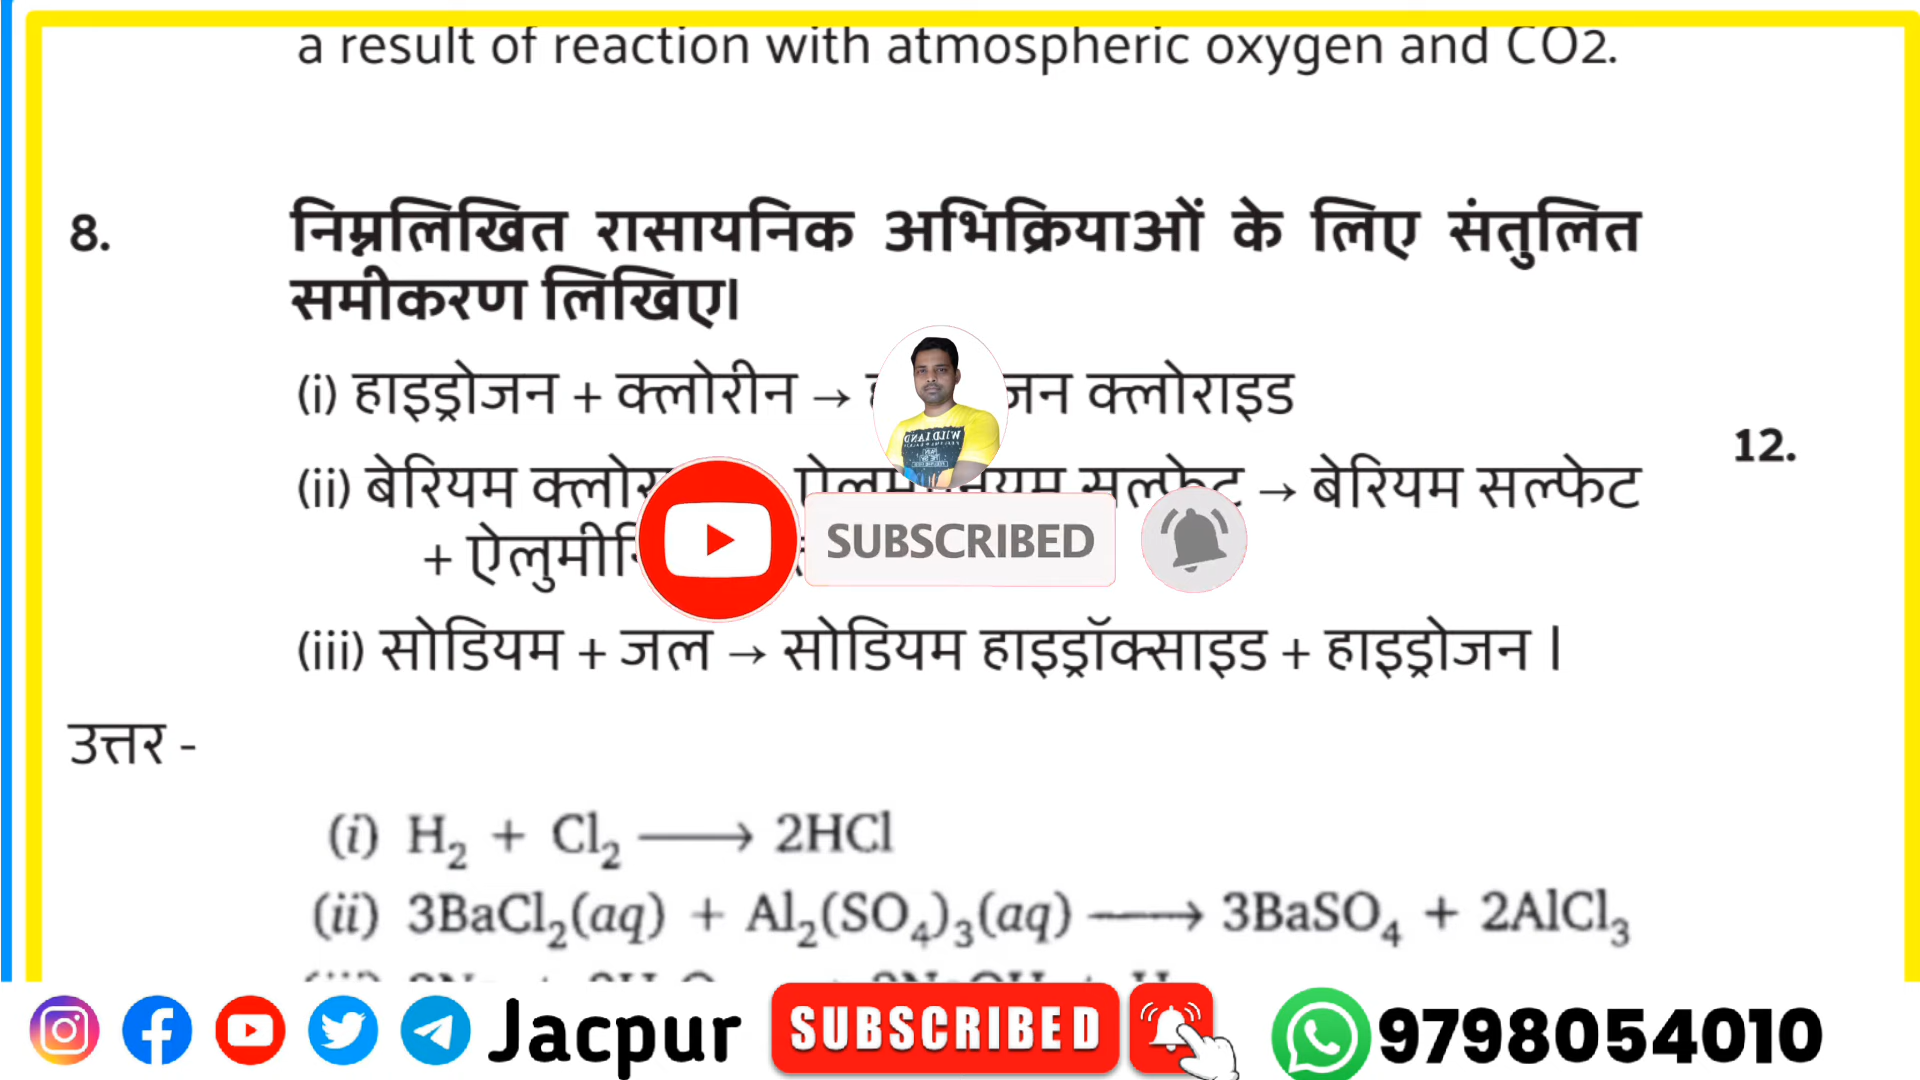 a result of reaction with atmospheric oxygen and CO2.
8. निम्नलिखित रासायनिक अभिक्रियाओं के लिए संतुलित
समीकरण लिखिए।
(i) हाइड्रोजन + क्लोरीन → क्लोराइड
12.
(ii) बेरियम सल्फेट → बेरियम सल्फेट
+
SUBSCRIBED
(iii) सोडियम + जल → सोडियम हाइड्रॉक्साइड + हाइड्रोजन ।
उत्तर -
(i) H₂ + Cl₂ ⟶ 2HCl
(ii) 3BaCl₂(aq) + Al₂(SO₄)₃(aq) ⟶ 3BaSO₄ + 2AlCl₃
Jacpur SUBSCRIBED 9798054010